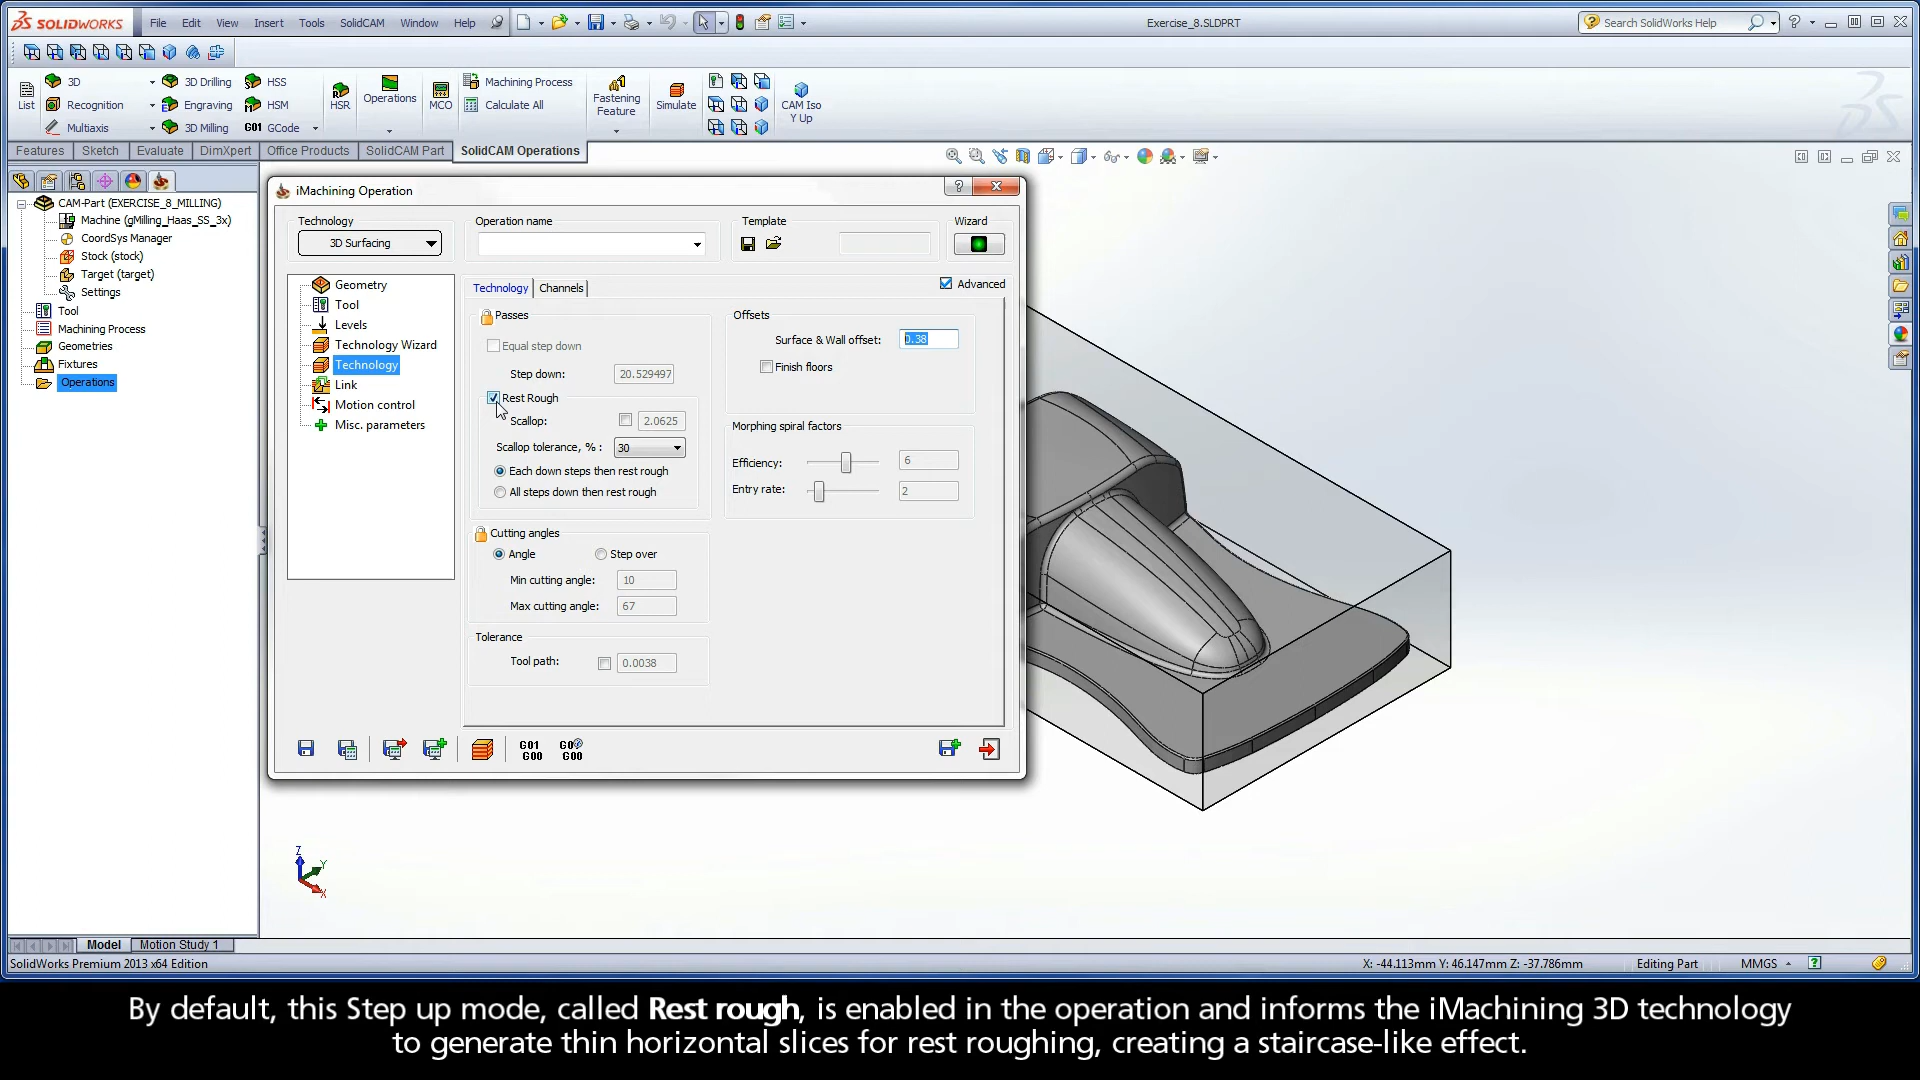 SOLIDWORKS File Edit View Insert Tools SolidCAM Window Help Exercise_8.SLDPRT Search SolidWorks Help
List
3D
Recognition
Multiaxis
3D Drilling
Engraving
3D Milling
HSS
HSM
G01 GCode
HSR
Operations
MCO
Machining Process
Calculate All
Fastening
Feature
Simulate
CAM Iso
Y Up
Features Sketch Evaluate DimXpert Office Products SolidCAM Part SolidCAM Operations
CAM-Part (EXERCISE_8_MILLING)
Machine (gMilling_Haas_SS_3x)
CoordSys Manager
Stock (stock)
Target (target)
Settings
Tool
Machining Process
Geometries
Fixtures
Operations
iMachining Operation
Technology
3D Surfacing
Operation name
Template
Wizard
Geometry
Tool
Levels
Technology Wizard
Technology
Link
Motion control
Misc. parameters
Technology Channels
Advanced
Passes
Equal step down
Step down: 20.529497
Rest Rough
Scallop: 2.0625
Scallop tolerance, % : 30
Each down steps then rest rough
All steps down then rest rough
Cutting angles
Angle Step over
Min cutting angle: 10
Max cutting angle: 67
Tolerance
Tool path: 0.0038
Offsets
Surface & Wall offset: 0.38
Finish floors
Morphing spiral factors
Efficiency: 6
Entry rate: 2
G01
G00
G0
G00
Z
Y
X
Model Motion Study 1
SolidWorks Premium 2013 x64 Edition X: -44.113mm Y: 46.147mm Z: -37.786mm Editing Part MMGS
By default, this Step up mode, called Rest rough, is enabled in the operation and informs the iMachining 3D technology
to generate thin horizontal slices for rest roughing, creating a staircase-like effect.